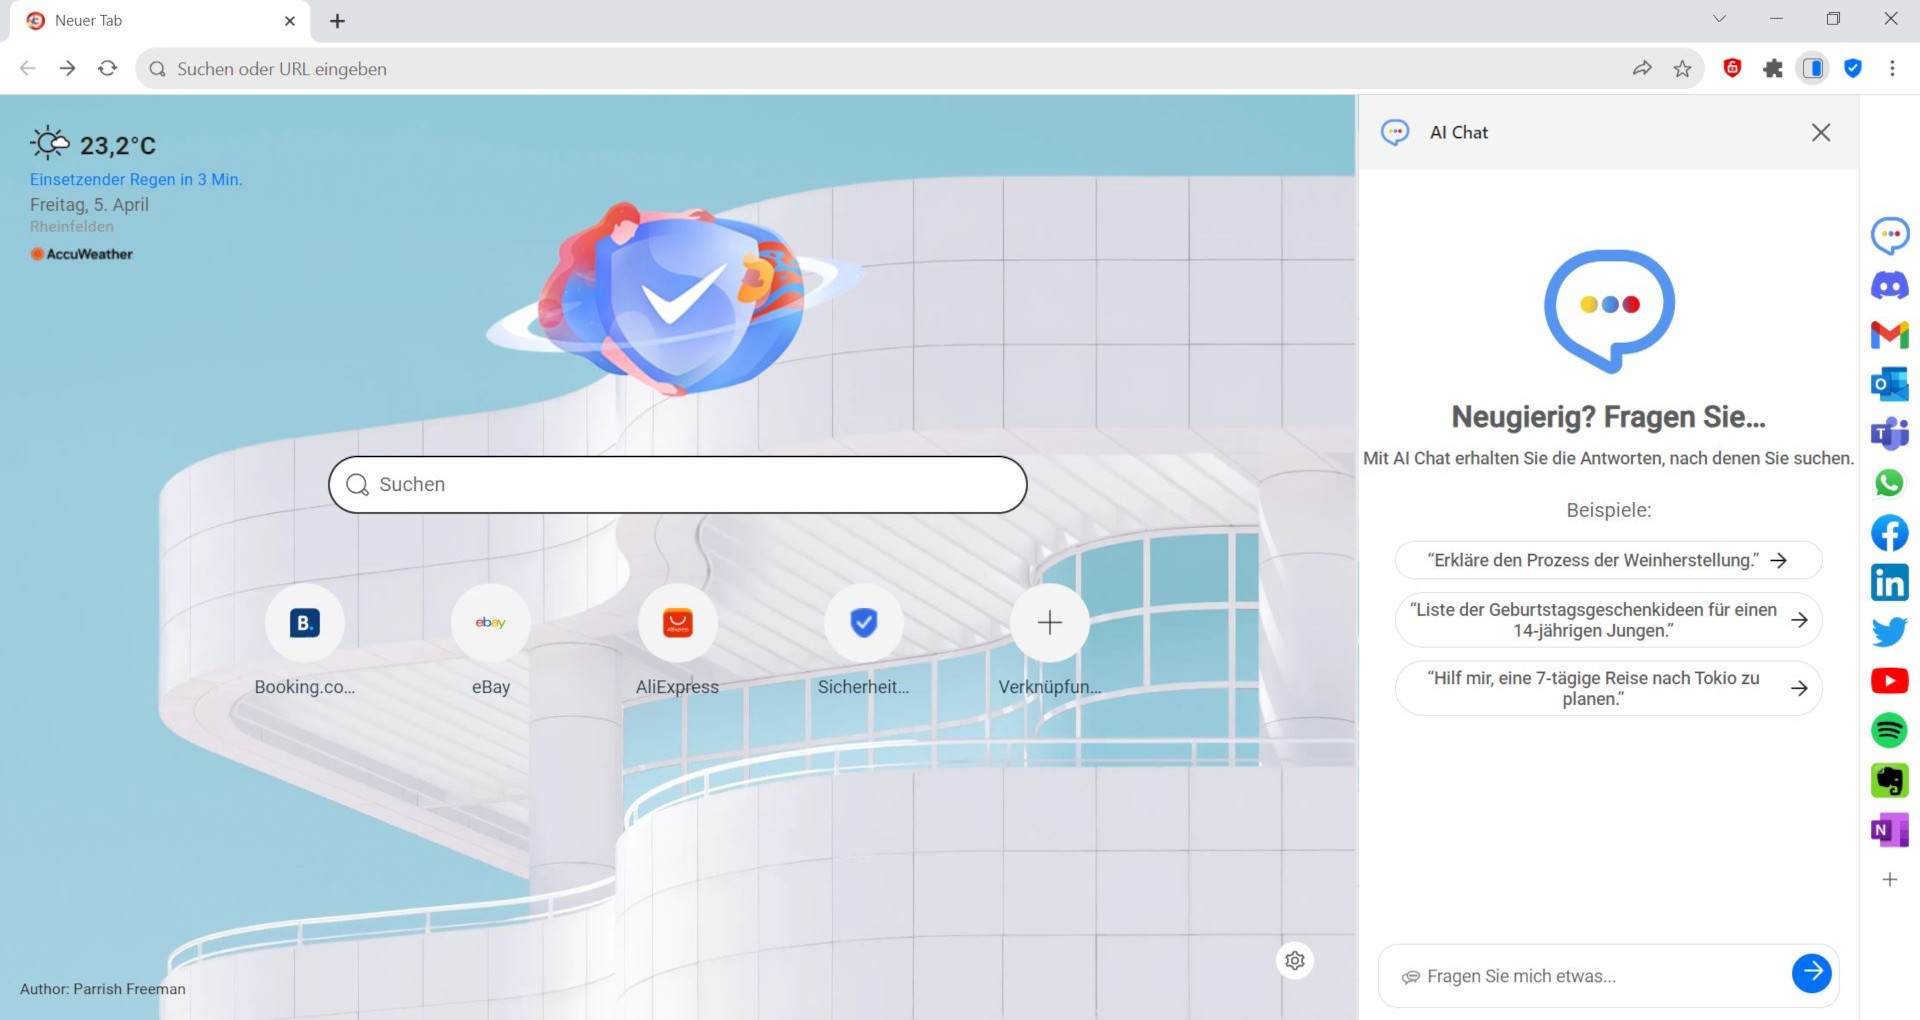 Neuer Tab
Suchen oder URL eingeben
23,2°C
Einsetzender Regen in 3 Min.
Freitag, 5. April
Rheinfelden
AccuWeather
Suchen
B.
ebay
AliExpress
Booking.co...
eBay
AliExpress
Sicherheit...
Verknüpfun...
Author: Parrish Freeman
AI Chat
Neugierig? Fragen Sie...
Mit AI Chat erhalten Sie die Antworten, nach denen Sie suchen.
Beispiele:
“Erkläre den Prozess der Weinherstellung.”
“Liste der Geburtstagsgeschenkideen für einen
14-jährigen Jungen.”
“Hilf mir, eine 7-tägige Reise nach Tokio zu
planen.”
Fragen Sie mich etwas...
O
T
in
N